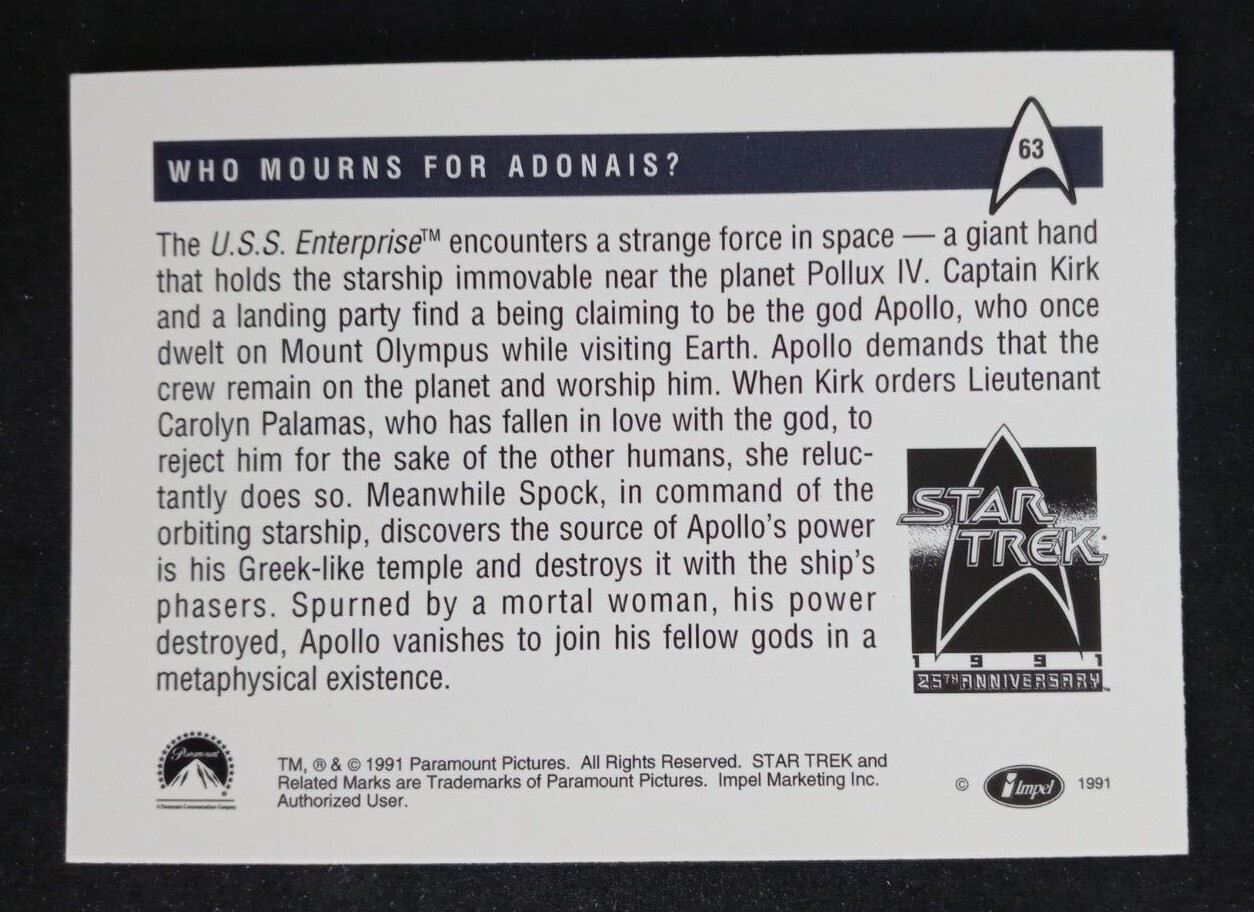 WHO MOURNS FOR ADONAIS?
63
The U.S.S. Enterprise™ encounters a strange force in space — a giant hand
that holds the starship immovable near the planet Pollux IV. Captain Kirk
and a landing party find a being claiming to be the god Apollo, who once
dwelt on Mount Olympus while visiting Earth. Apollo demands that the
crew remain on the planet and worship him. When Kirk orders Lieutenant
Carolyn Palamas, who has fallen in love with the god, to
reject him for the sake of the other humans, she reluc-
tantly does so. Meanwhile Spock, in command of the
orbiting starship, discovers the source of Apollo's power
is his Greek-like temple and destroys it with the ship's
phasers. Spurned by a mortal woman, his power
destroyed, Apollo vanishes to join his fellow gods in a
metaphysical existence.
STAR
TREK®
1991
25TH ANNIVERSARY™
Paramount
A Paramount Communications Company
TM, ® & © 1991 Paramount Pictures. All Rights Reserved. STAR TREK and
Related Marks are Trademarks of Paramount Pictures. Impel Marketing Inc.
Authorized User.
© Impel 1991